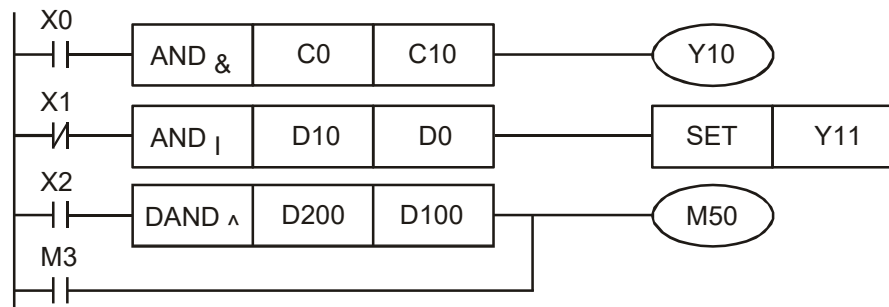 X0
AND & C0 C10 Y10
X1
AND | D10 D0 SET Y11
X2
DAND ^ D200 D100 M50
M3